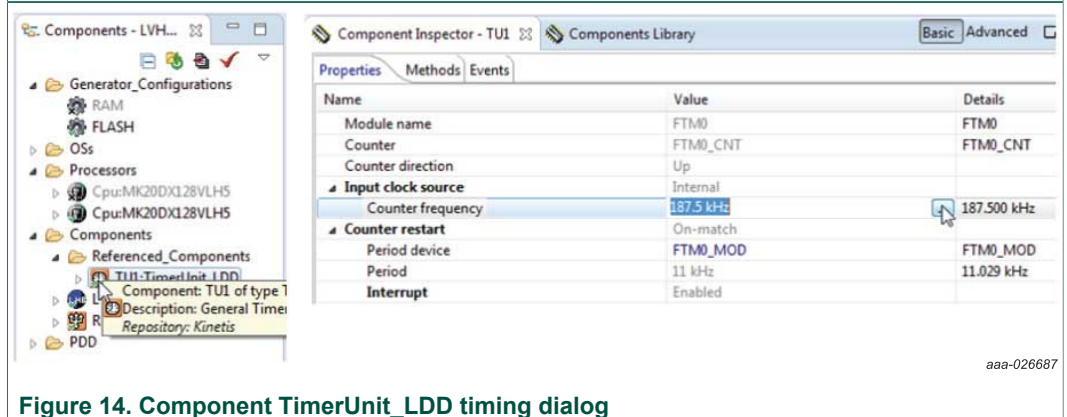 Components - LVH...
Generator_Configurations
RAM
FLASH
OSs
Processors
Cpu:MK20DX128VLH5
Cpu:MK20DX128VLH5
Components
Referenced_Components
TU1:TimerUnit_LDD
Component: TU1 of type T
Description: General Timer
Repository: Kinetis
PDD
Component Inspector - TU1 Components Library Basic Advanced
Properties Methods Events
Name Value Details
Module name FTM0 FTM0
Counter FTM0_CNT FTM0_CNT
Counter direction Up
Input clock source Internal
Counter frequency 187.5 kHz 187.500 kHz
Counter restart On-match
Period device FTM0_MOD FTM0_MOD
Period 11 kHz 11.029 kHz
Interrupt Enabled
aaa-026687
Figure 14. Component TimerUnit_LDD timing dialog